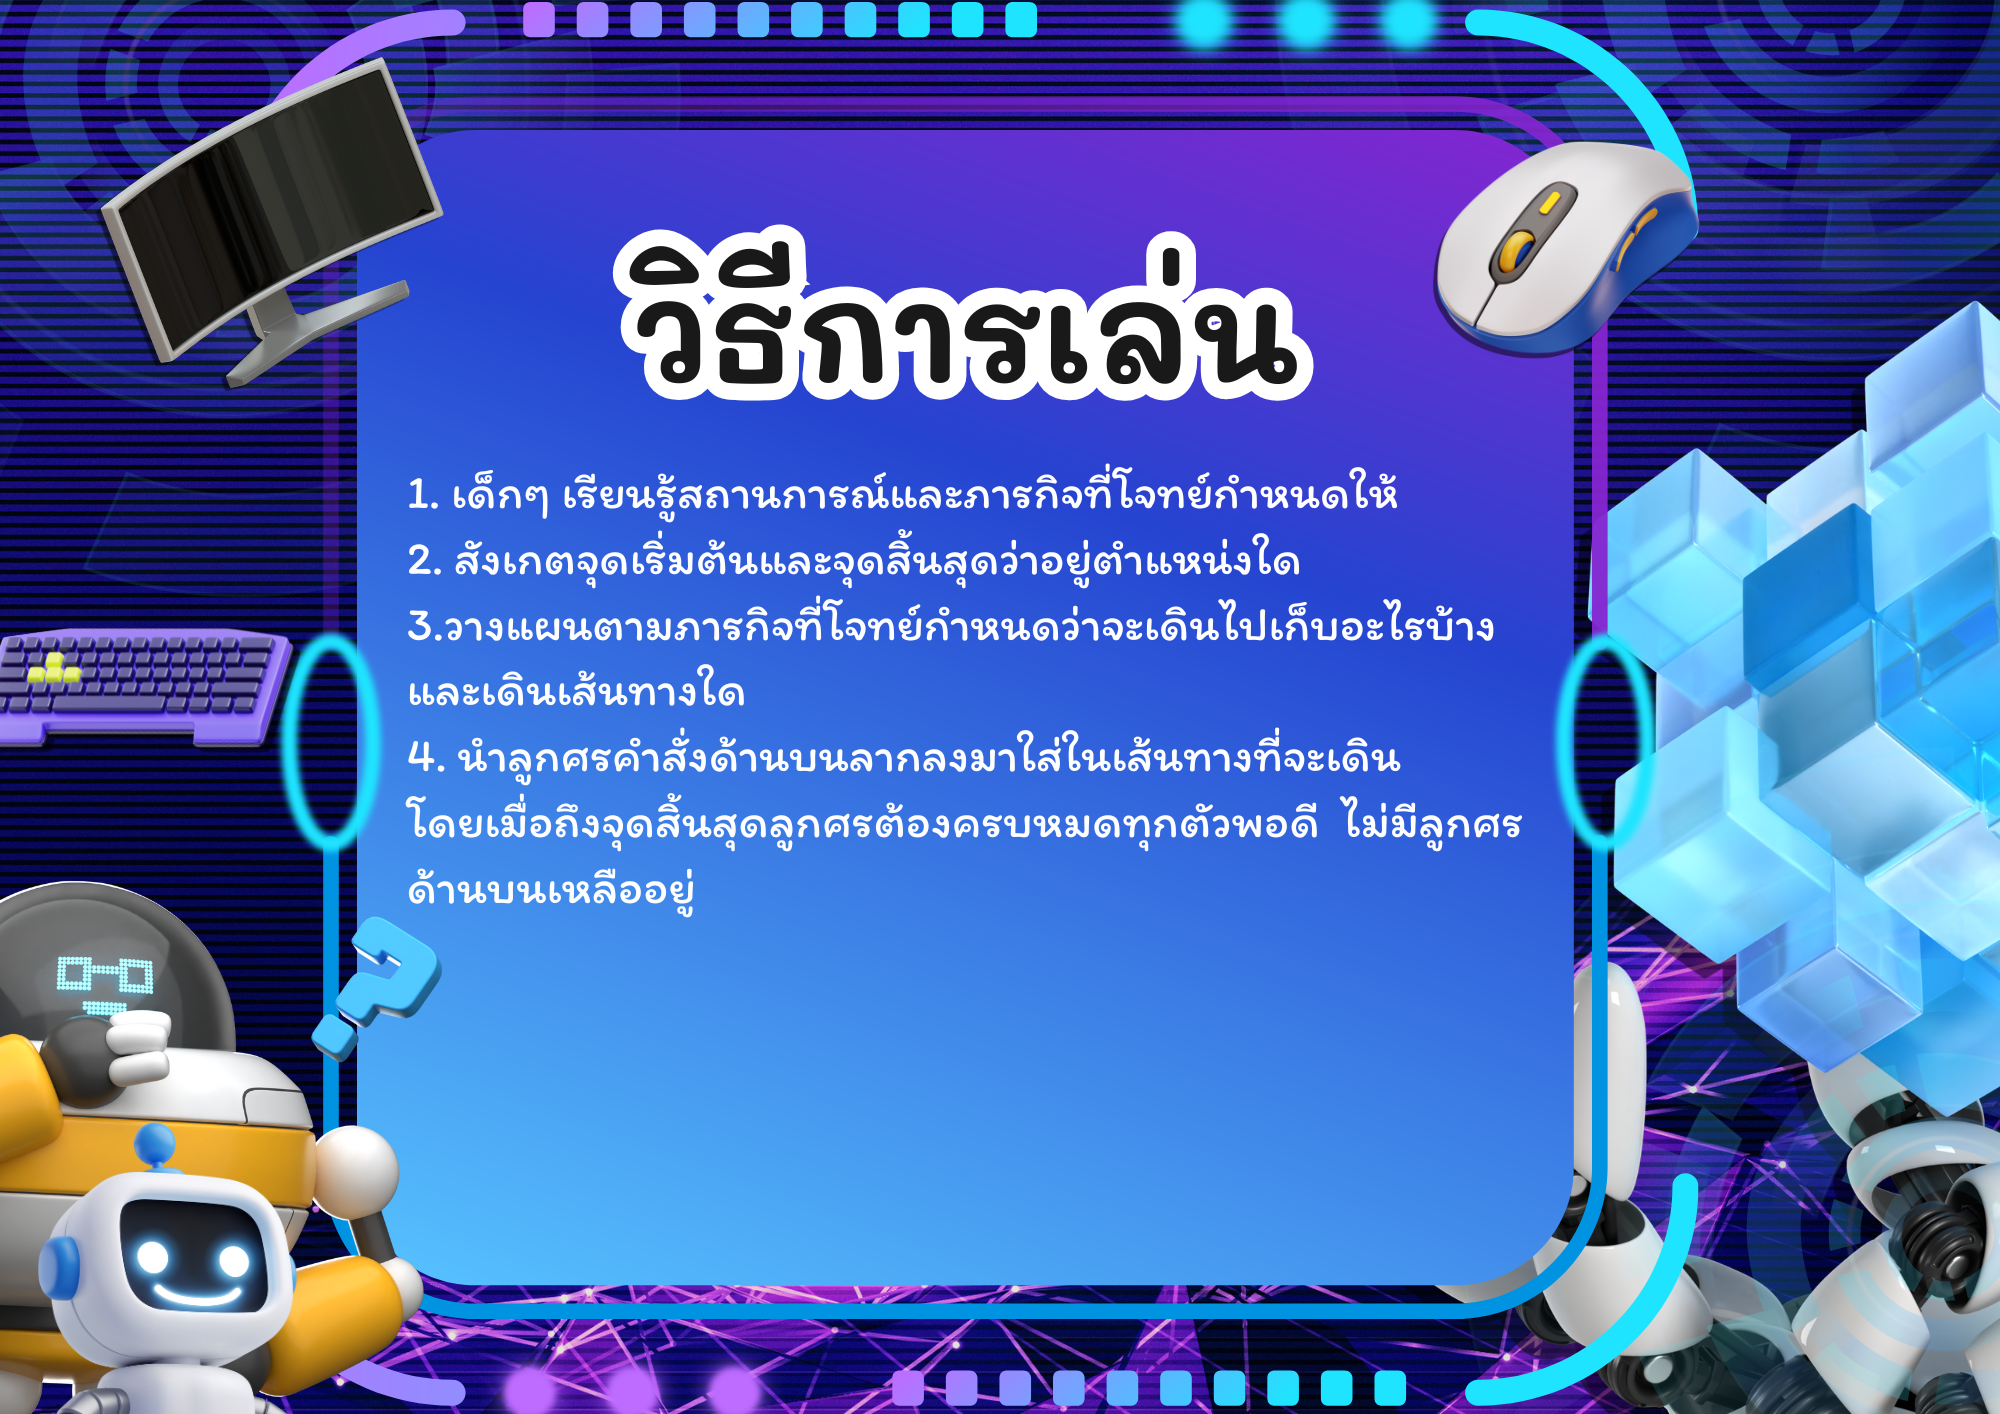 วิธีการเล่น
1. เด็กๆ เรียนรู้สถานการณ์และภารกิจที่โจทย์กำหนดให้
2. สังเกตจุดเริ่มต้นและจุดสิ้นสุดว่าอยู่ตำแหน่งใด
3.วางแผนตามภารกิจที่โจทย์กำหนดว่าจะเดินไปเก็บอะไรบ้าง
และเดินเส้นทางใด
4. นำลูกศรคำสั่งด้านบนลากลงมาใส่ในเส้นทางที่จะเดิน
โดยเมื่อถึงจุดสิ้นสุดลูกศรต้องครบหมดทุกตัวพอดี  ไม่มีลูกศร
ด้านบนเหลืออยู่
?